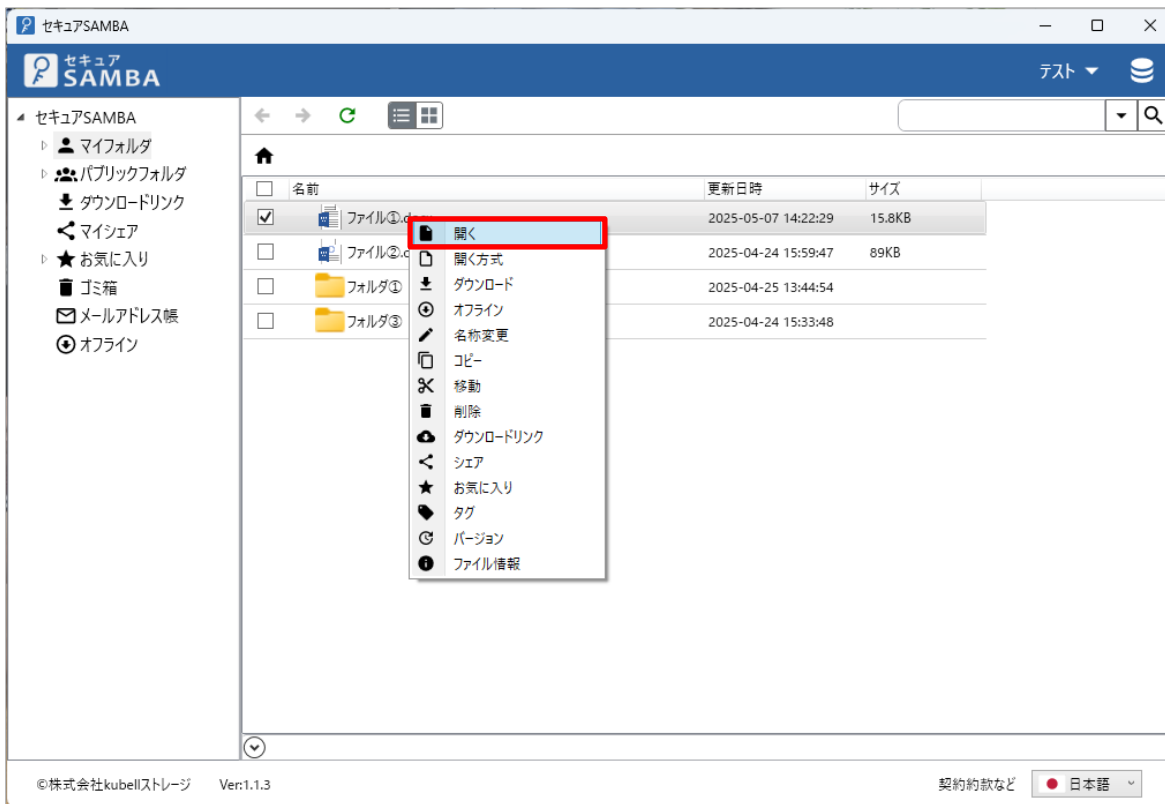 セキュアSAMBA
セキュア
SAMBA
テスト
セキュアSAMBA
マイフォルダ
パブリックフォルダ
ダウンロードリンク
マイシェア
お気に入り
ゴミ箱
メールアドレス帳
オフライン
名前 更新日時 サイズ
ファイル①.docx 2025-05-07 14:22:29 15.8KB
ファイル②.d 2025-04-24 15:59:47 89KB
フォルダ① 2025-04-25 13:44:54
フォルダ③ 2025-04-24 15:33:48
開く
開く方式
ダウンロード
オフライン
名称変更
コピー
移動
削除
ダウンロードリンク
シェア
お気に入り
タグ
バージョン
ファイル情報
©株式会社kubellストレージ Ver:1.1.3 契約約款など 日本語